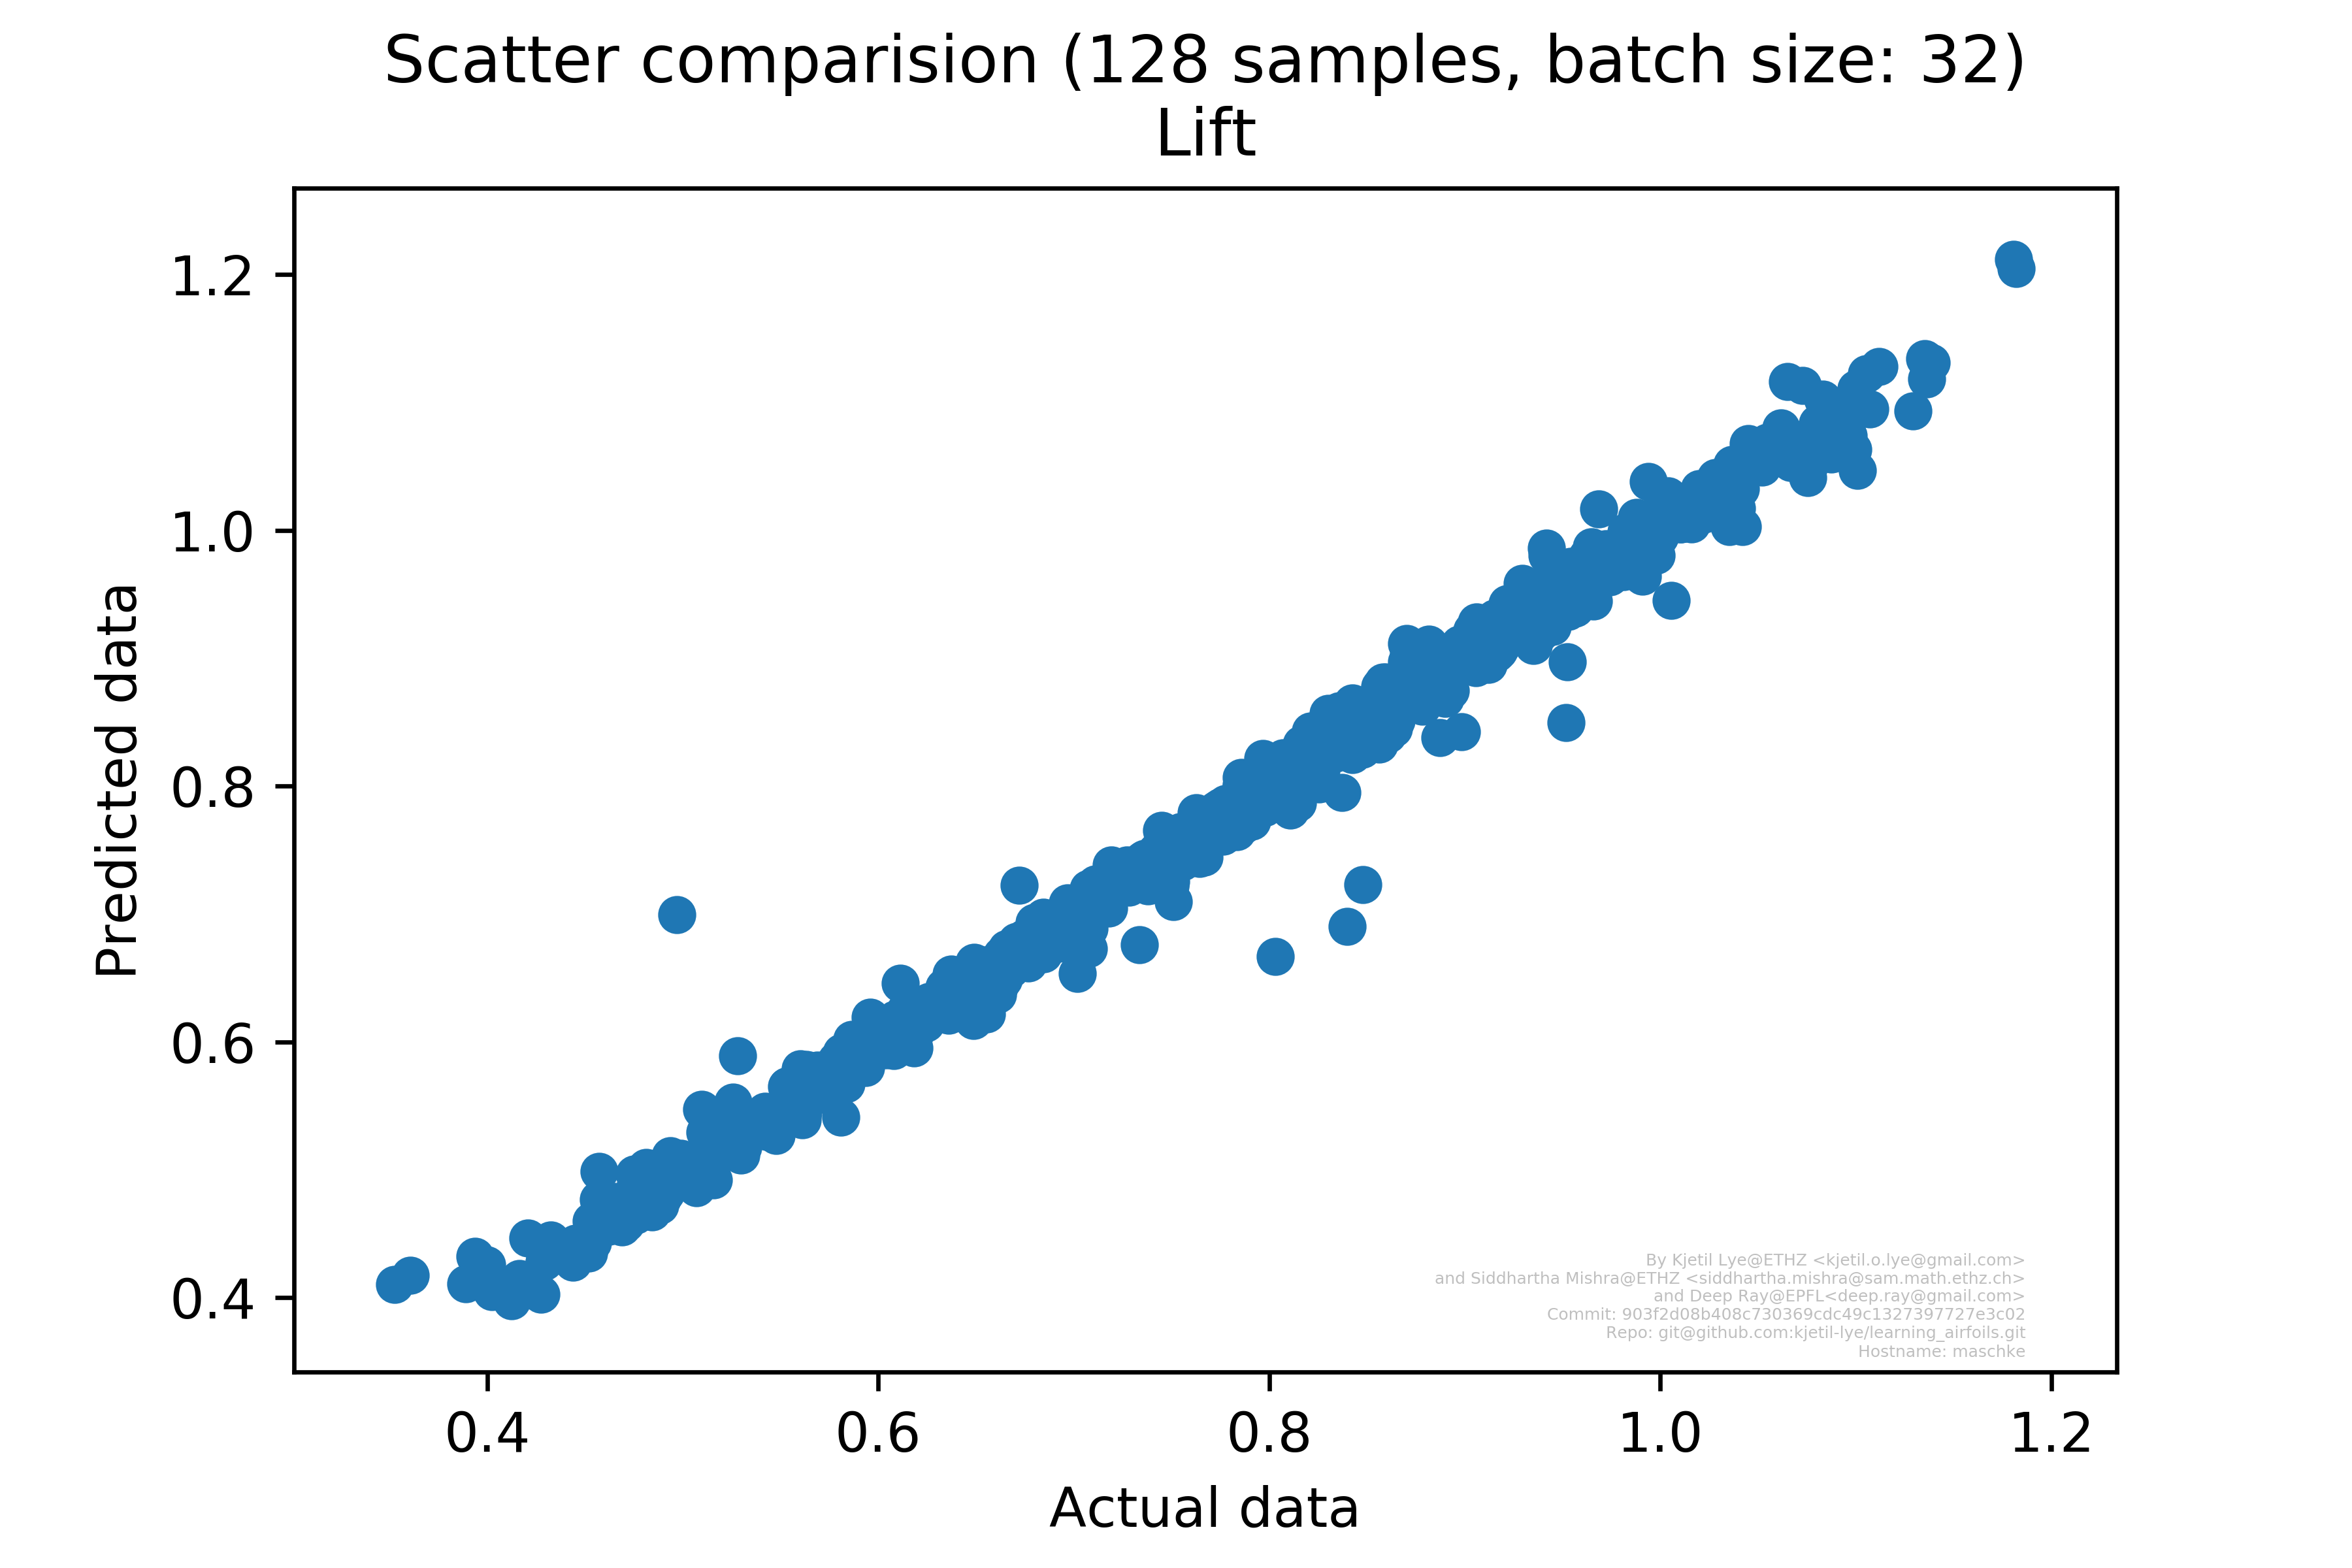 Scatter comparision (128 samples, batch size: 32)
Lift
1.2
1.0
0.8
0.6
0.4
Predicted data
By Kjetil Lye@ETHZ <kjetil.o.lye@gmail.com>
and Siddhartha Mishra@ETHZ <siddhartha.mishra@sam.math.ethz.ch>
and Deep Ray@EPFL<deep.ray@gmail.com>
Commit: 903f2d08b408c730369cdc49c1327397727e3c02
Repo: git@github.com:kjetil-lye/learning_airfoils.git
Hostname: maschke
0.4 0.6 0.8 1.0 1.2
Actual data